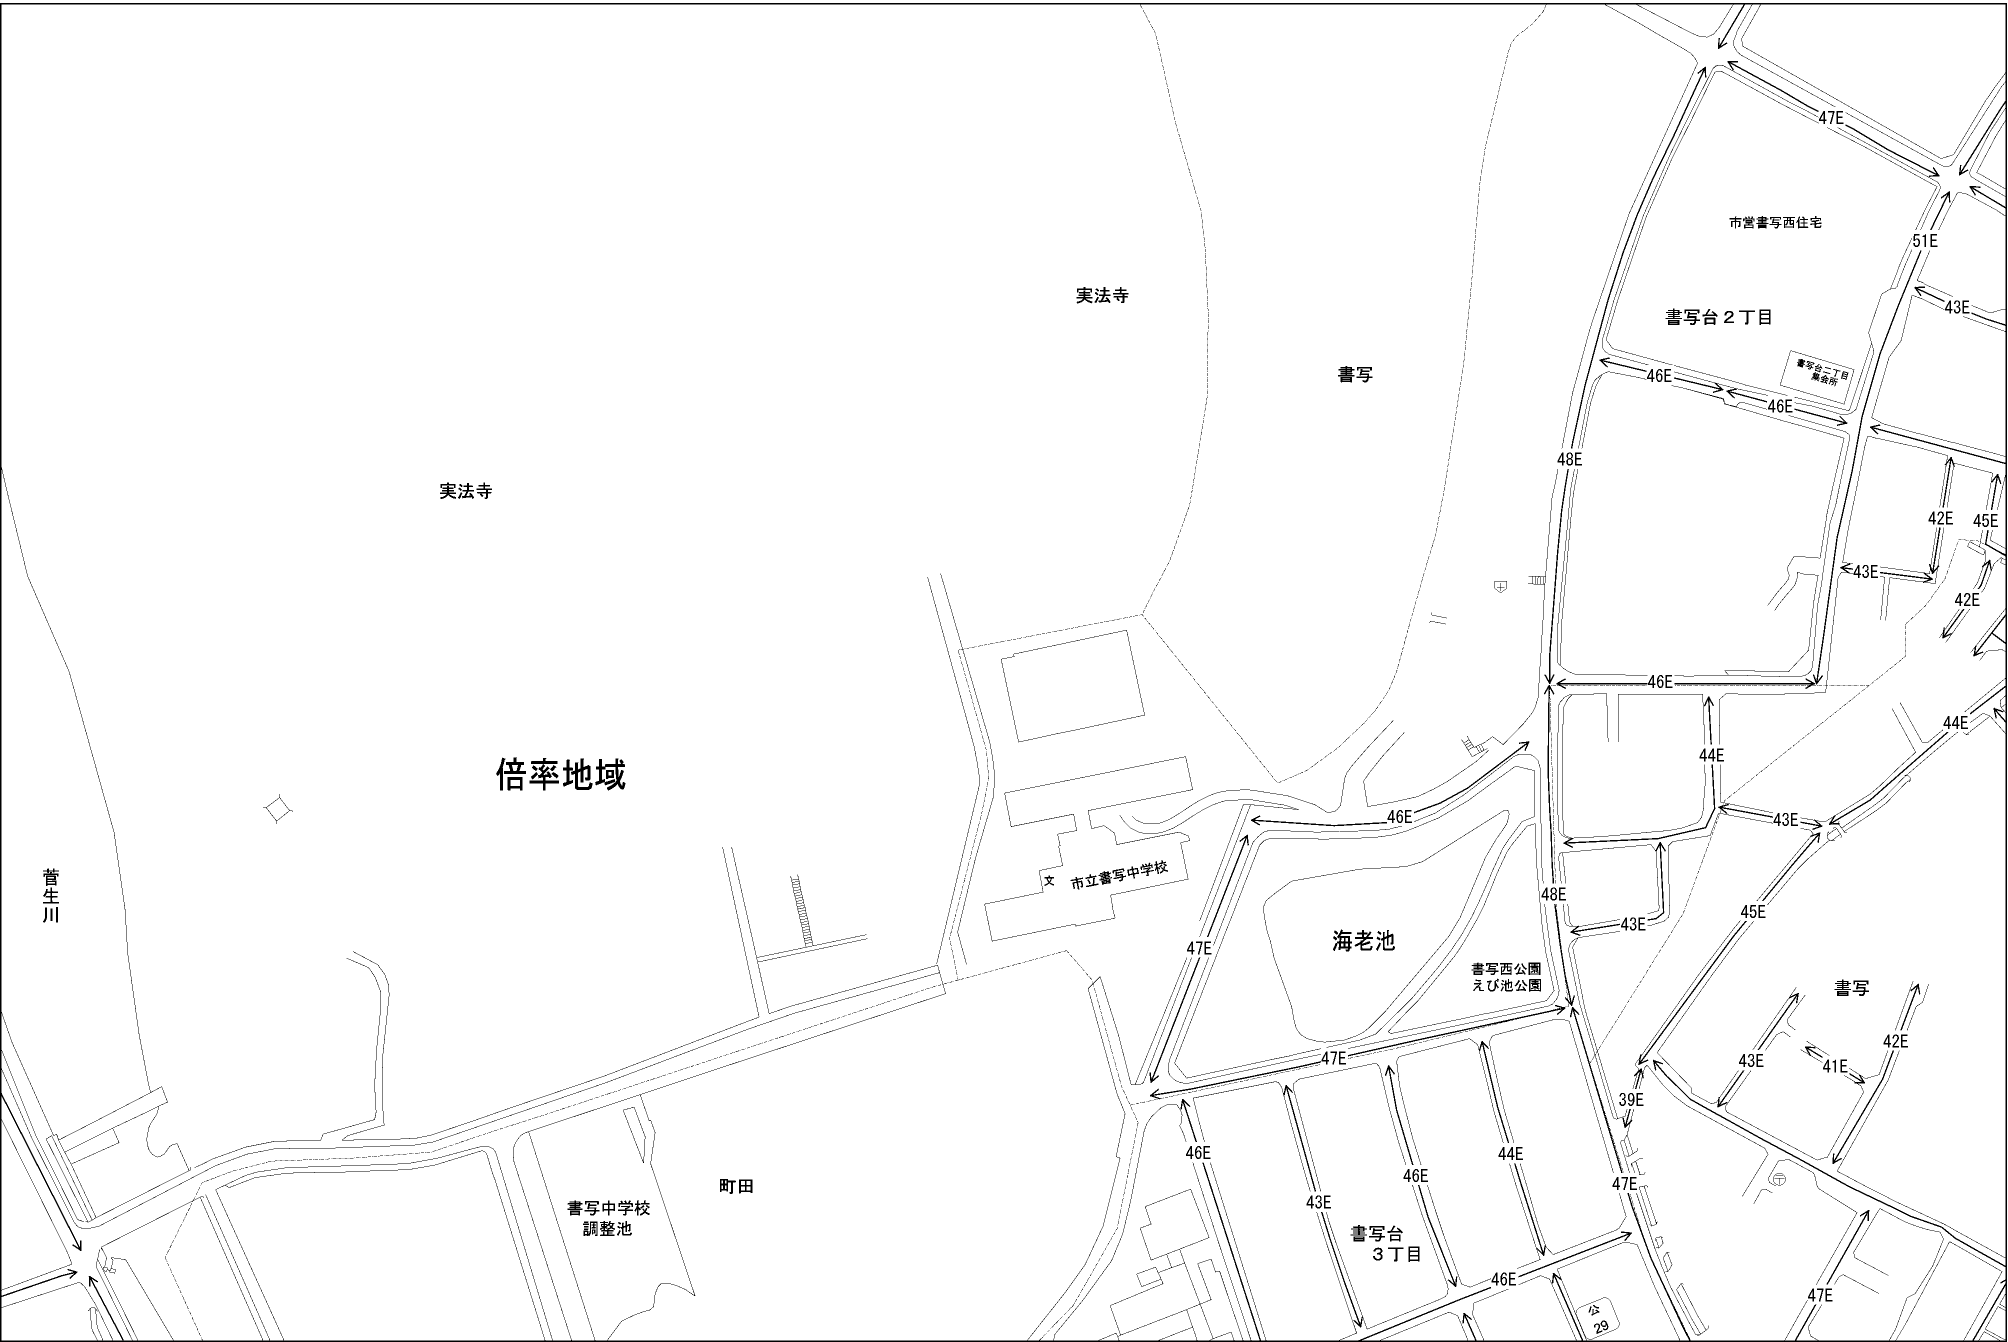 47E
市営書写西住宅
51E
実法寺
43E
書写台２丁目
書写台二丁目
集会所
書写
46E
46E
48E
実法寺
42E
45E
43E
42E
46E
44E
44E
倍率地域
46E
43E
菅生川
文
市立書写中学校
48E
45E
43E
海老池
47E
書写西公園
えび池公園
書写
42E
47E
43E
41E
39E
46E
44E
46E
47E
町田
43E
書写中学校
調整池
書写台
３丁目
46E
47E
公
29